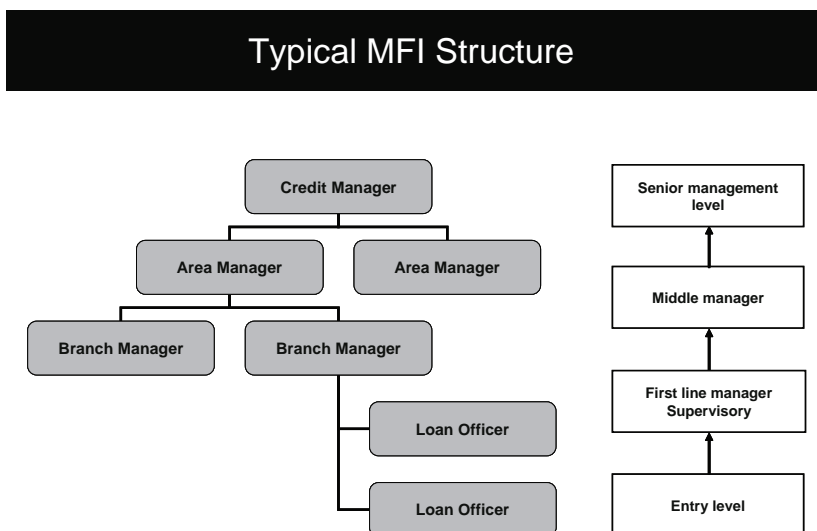 Typical MFI Structure
Credit Manager
Area Manager
Area Manager
Branch Manager
Branch Manager
Loan Officer
Loan Officer
Senior management
level
Middle manager
First line manager
Supervisory
Entry level